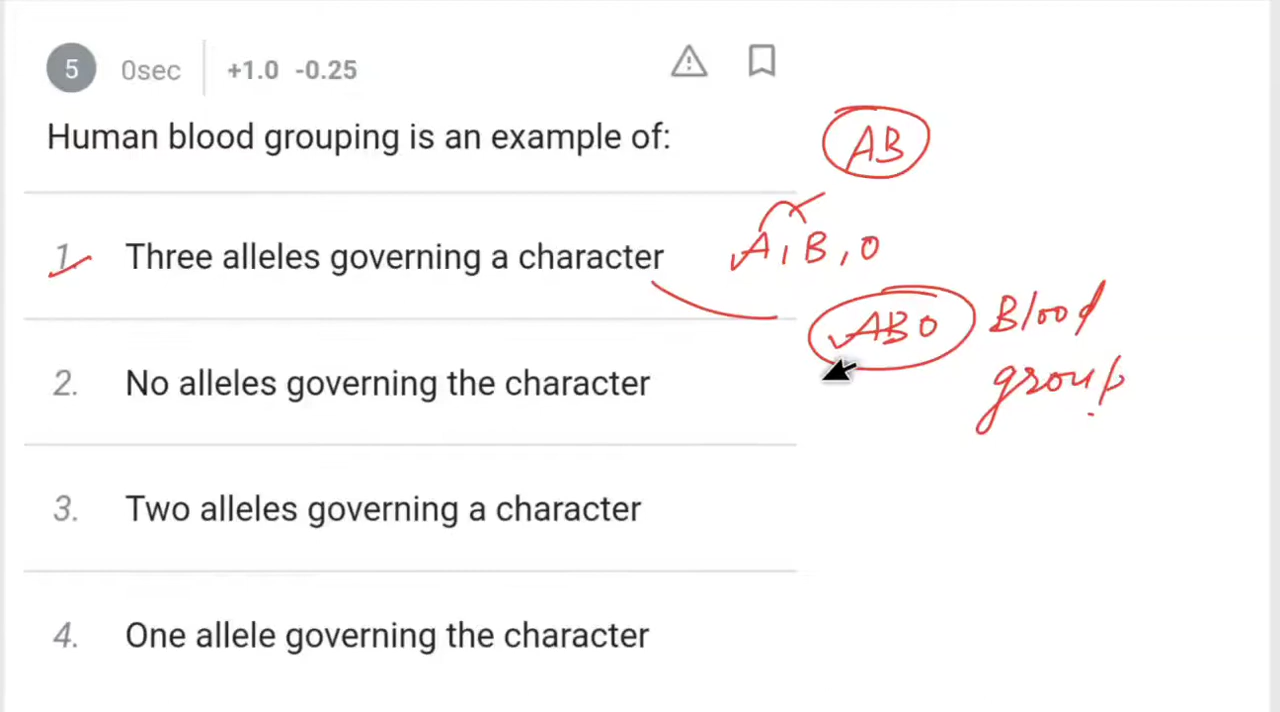 5 0sec +1.0 -0.25
Human blood grouping is an example of:
AB
1. Three alleles governing a character
A, B, O
ABO Blood
group
2. No alleles governing the character
3. Two alleles governing a character
4. One allele governing the character